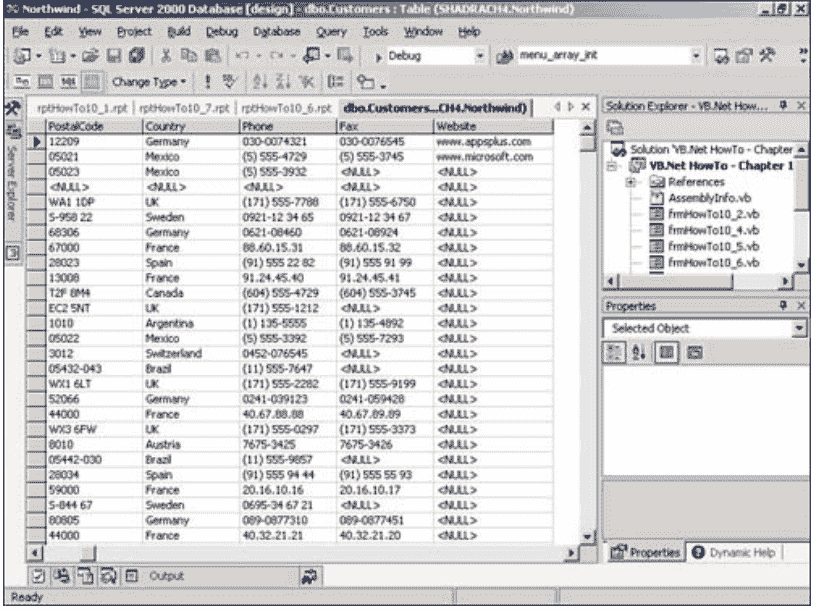 Northwind - SQL Server 2000 Database [design] - dbo.Customers : Table (SHADRACH4.Northwind)
File Edit View Project Build Debug Database Query Tools Window Help
Debug menu_array_int
SQL Change Type
rptHowTo10_1.rpt rptHowTo10_7.rpt rptHowTo10_6.rpt dbo.Customers...CH4.Northwind)
Server Explorer
PostalCode Country Phone Fax Website
12209 Germany 030-0074321 030-0076545 www.appsplus.com
05021 Mexico (5) 555-4729 (5) 555-3745 www.microsoft.com
05023 Mexico (5) 555-3932 <NULL> <NULL>
<NULL> <NULL> <NULL> <NULL> <NULL>
WA1 1DP UK (171) 555-7788 (171) 555-6750 <NULL>
S-958 22 Sweden 0921-12 34 65 0921-12 34 67 <NULL>
68306 Germany 0621-08460 0621-08924 <NULL>
67000 France 88.60.15.31 88.60.15.32 <NULL>
28023 Spain (91) 555 22 82 (91) 555 91 99 <NULL>
13008 France 91.24.45.40 91.24.45.41 <NULL>
T2F 8M4 Canada (604) 555-4729 (604) 555-3745 <NULL>
EC2 5NT UK (171) 555-1212 <NULL> <NULL>
1010 Argentina (1) 135-5555 (1) 135-4892 <NULL>
05022 Mexico (5) 555-3392 (5) 555-7293 <NULL>
3012 Switzerland 0452-076545 <NULL> <NULL>
05432-043 Brazil (11) 555-7647 <NULL> <NULL>
WX1 6LT UK (171) 555-2282 (171) 555-9199 <NULL>
52066 Germany 0241-039123 0241-059428 <NULL>
44000 France 40.67.88.88 40.67.89.89 <NULL>
WX3 6FW UK (171) 555-0297 (171) 555-3373 <NULL>
8010 Austria 7675-3425 7675-3426 <NULL>
05442-030 Brazil (11) 555-9857 <NULL> <NULL>
28034 Spain (91) 555 94 44 (91) 555 55 93 <NULL>
59000 France 20.16.10.16 20.16.10.17 <NULL>
S-844 67 Sweden 0695-34 67 21 <NULL> <NULL>
80805 Germany 089-0877310 089-0877451 <NULL>
44000 France 40.32.21.21 40.32.21.20 <NULL>
Solution Explorer - VB.Net How...
Solution 'VB.Net HowTo - Chapter
VB.Net HowTo - Chapter 1
References
AssemblyInfo.vb
frmHowTo10_2.vb
frmHowTo10_4.vb
frmHowTo10_5.vb
frmHowTo10_6.vb
Properties
Selected Object
Properties Dynamic Help
Output
Ready